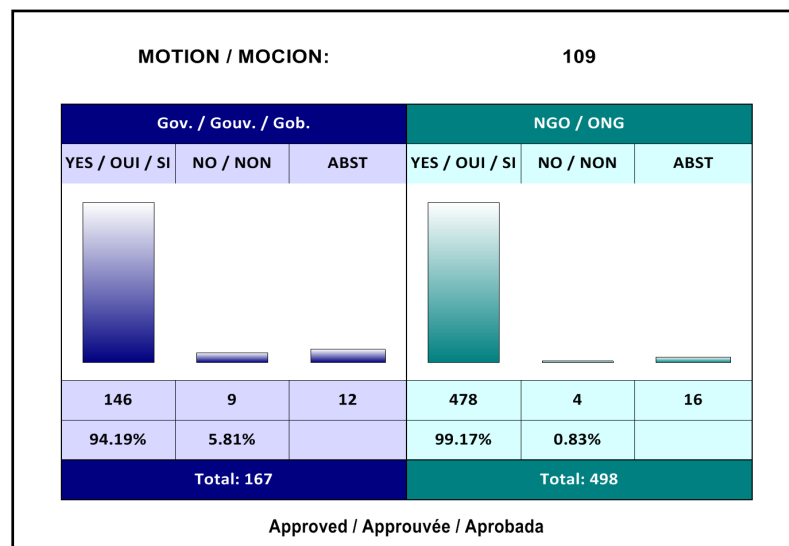 MOTION / MOCION: 109
Gov. / Gouv. / Gob. NGO / ONG
YES / OUI / SI NO / NON ABST YES / OUI / SI NO / NON ABST
146 9 12 478 4 16
94.19% 5.81% 99.17% 0.83%
Total: 167 Total: 498
Approved / Approuvée / Aprobada